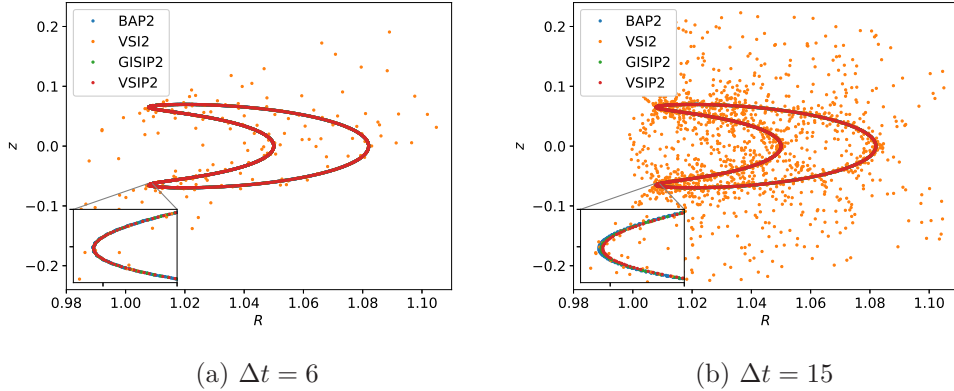 BAP2
VSI2
GISIP2
VSIP2
0.2
0.1
0.0
−0.1
−0.2
z
0.98
1.00
1.02
1.04
1.06
1.08
1.10
R
(a) Δt = 6
BAP2
VSI2
GISIP2
VSIP2
0.2
0.1
0.0
−0.1
−0.2
z
0.98
1.00
1.02
1.04
1.06
1.08
1.10
R
(b) Δt = 15